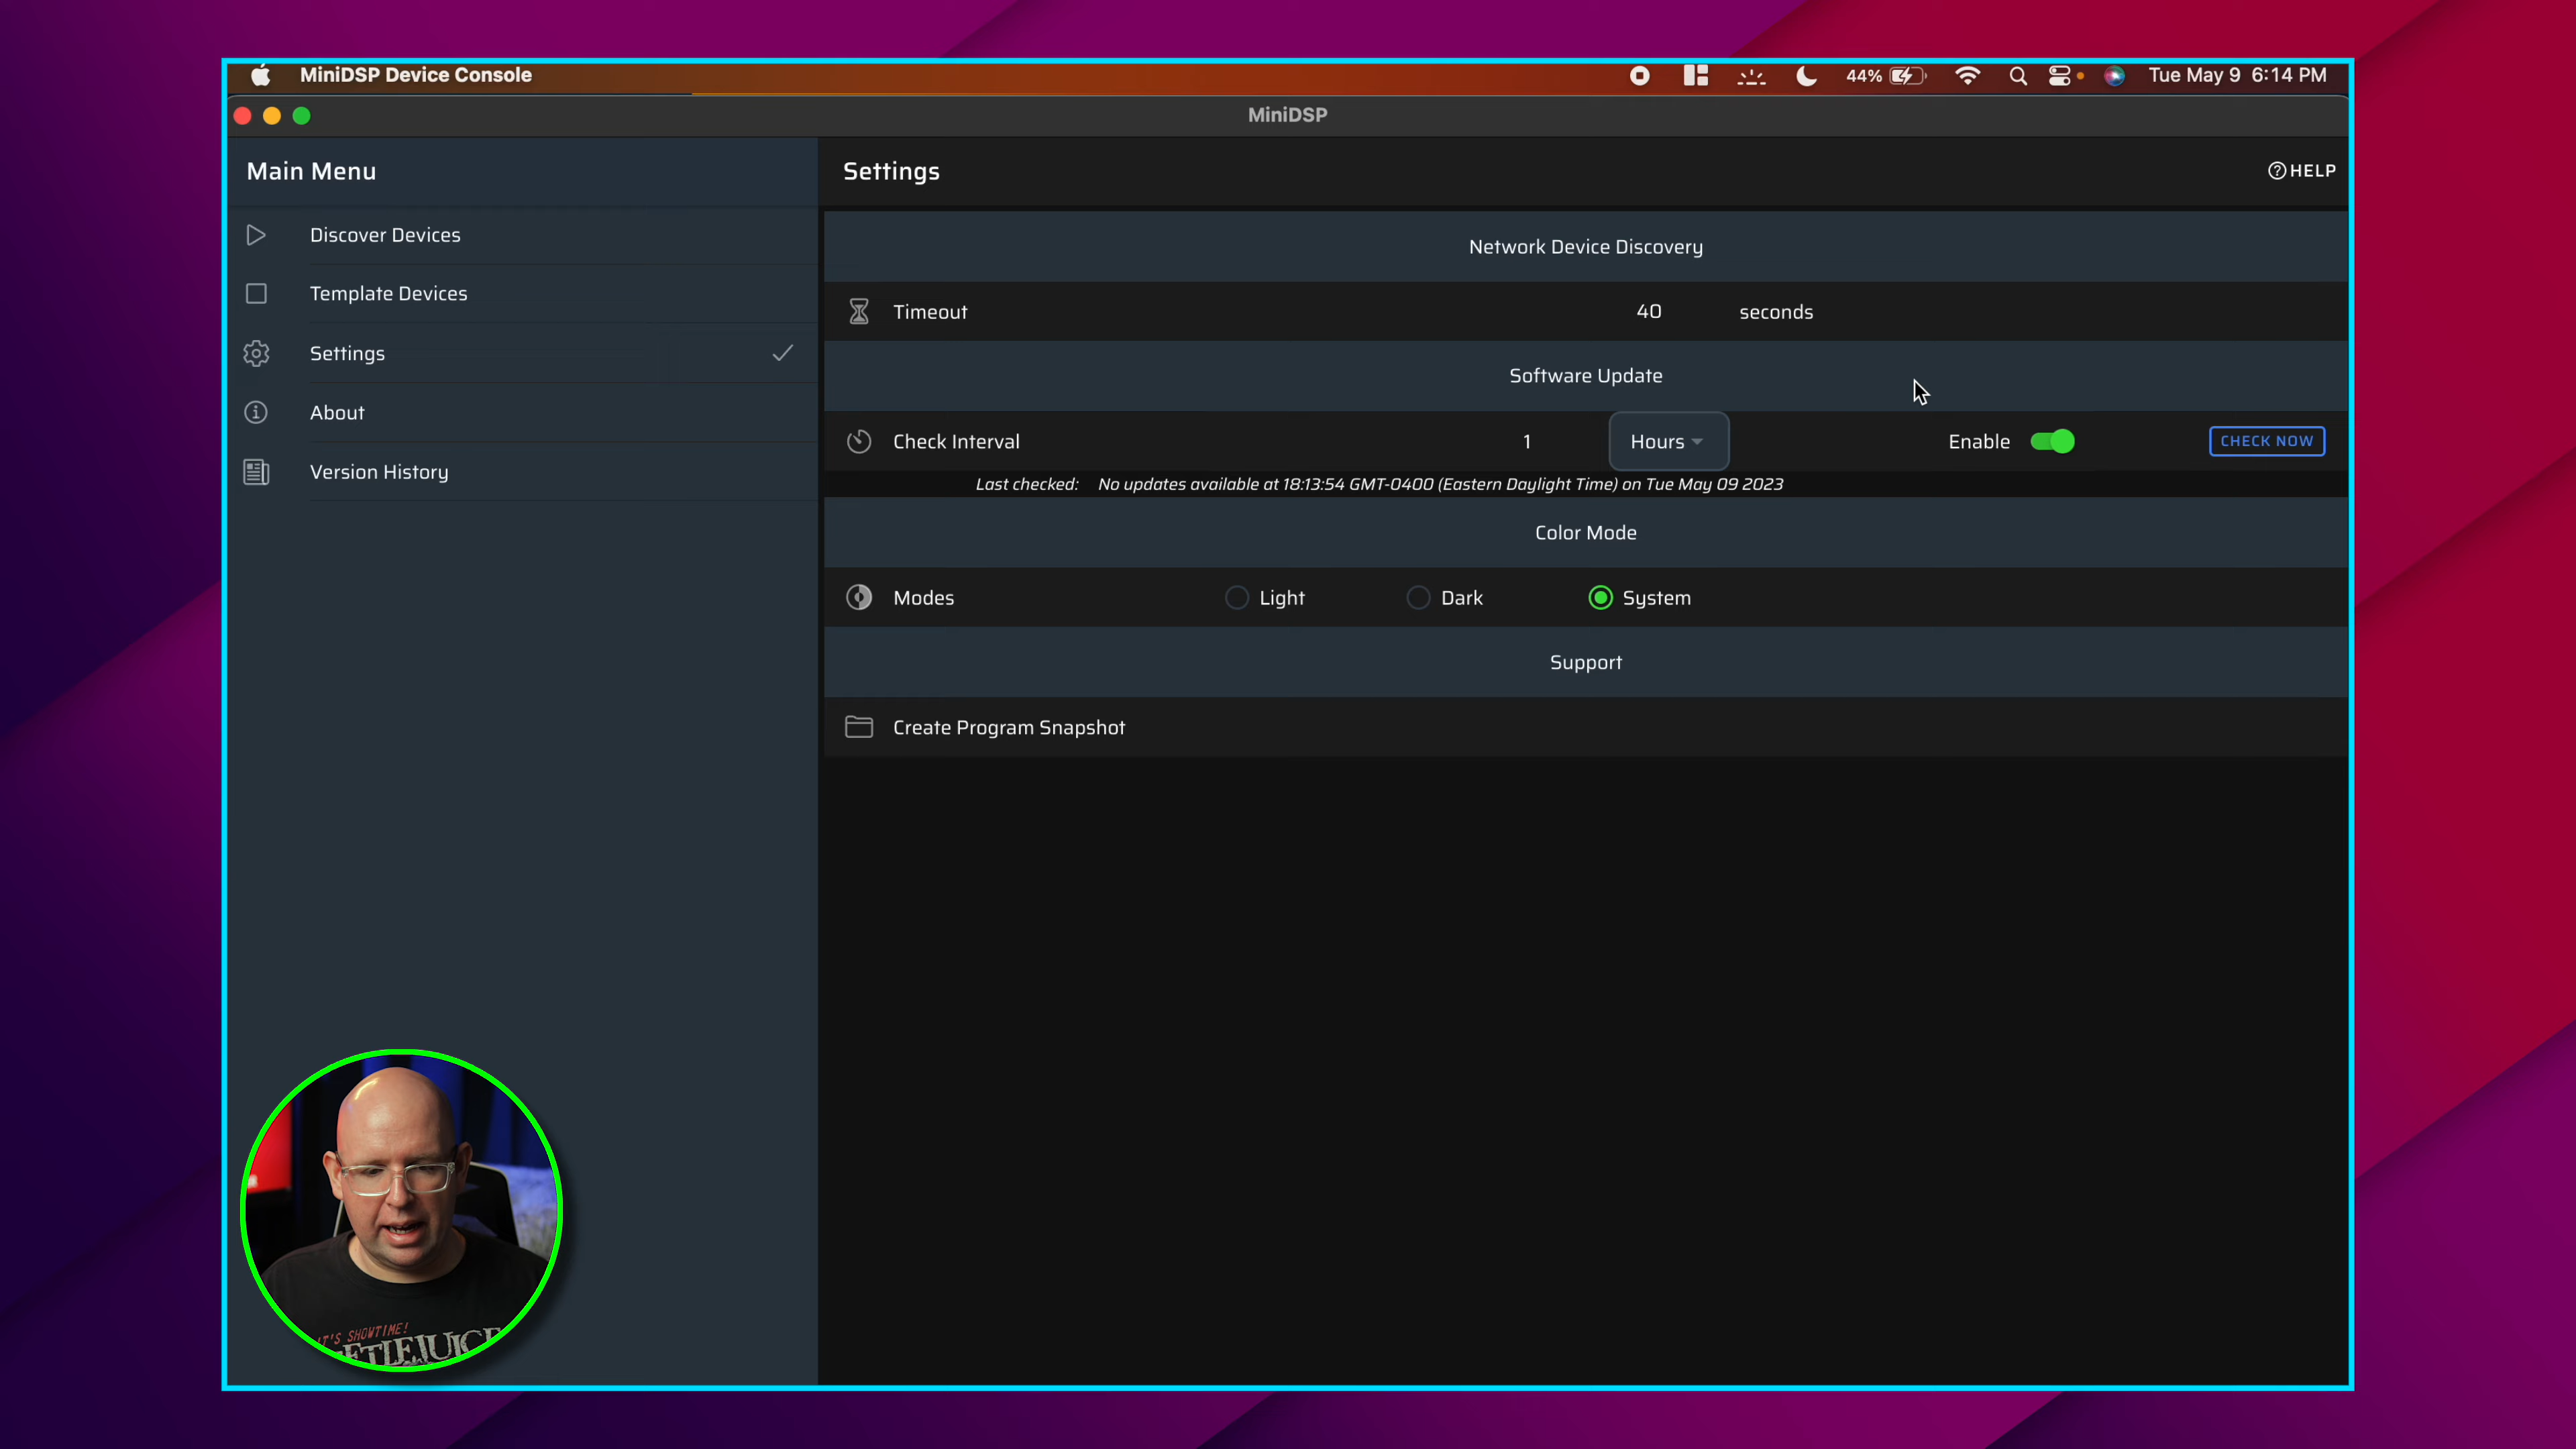 MiniDSP Device Console
44%
Tue May 9 6:14 PM
MiniDSP
Main Menu
Settings
HELP
Discover Devices
Template Devices
Settings
About
Version History
Network Device Discovery
Timeout 40 seconds
Software Update
Check Interval 1 Hours Enable CHECK NOW
Last checked: No updates available at 18:13:54 GMT-0400 (Eastern Daylight Time) on Tue May 09 2023
Color Mode
Modes Light Dark System
Support
Create Program Snapshot
IT'S SHOWTIME!